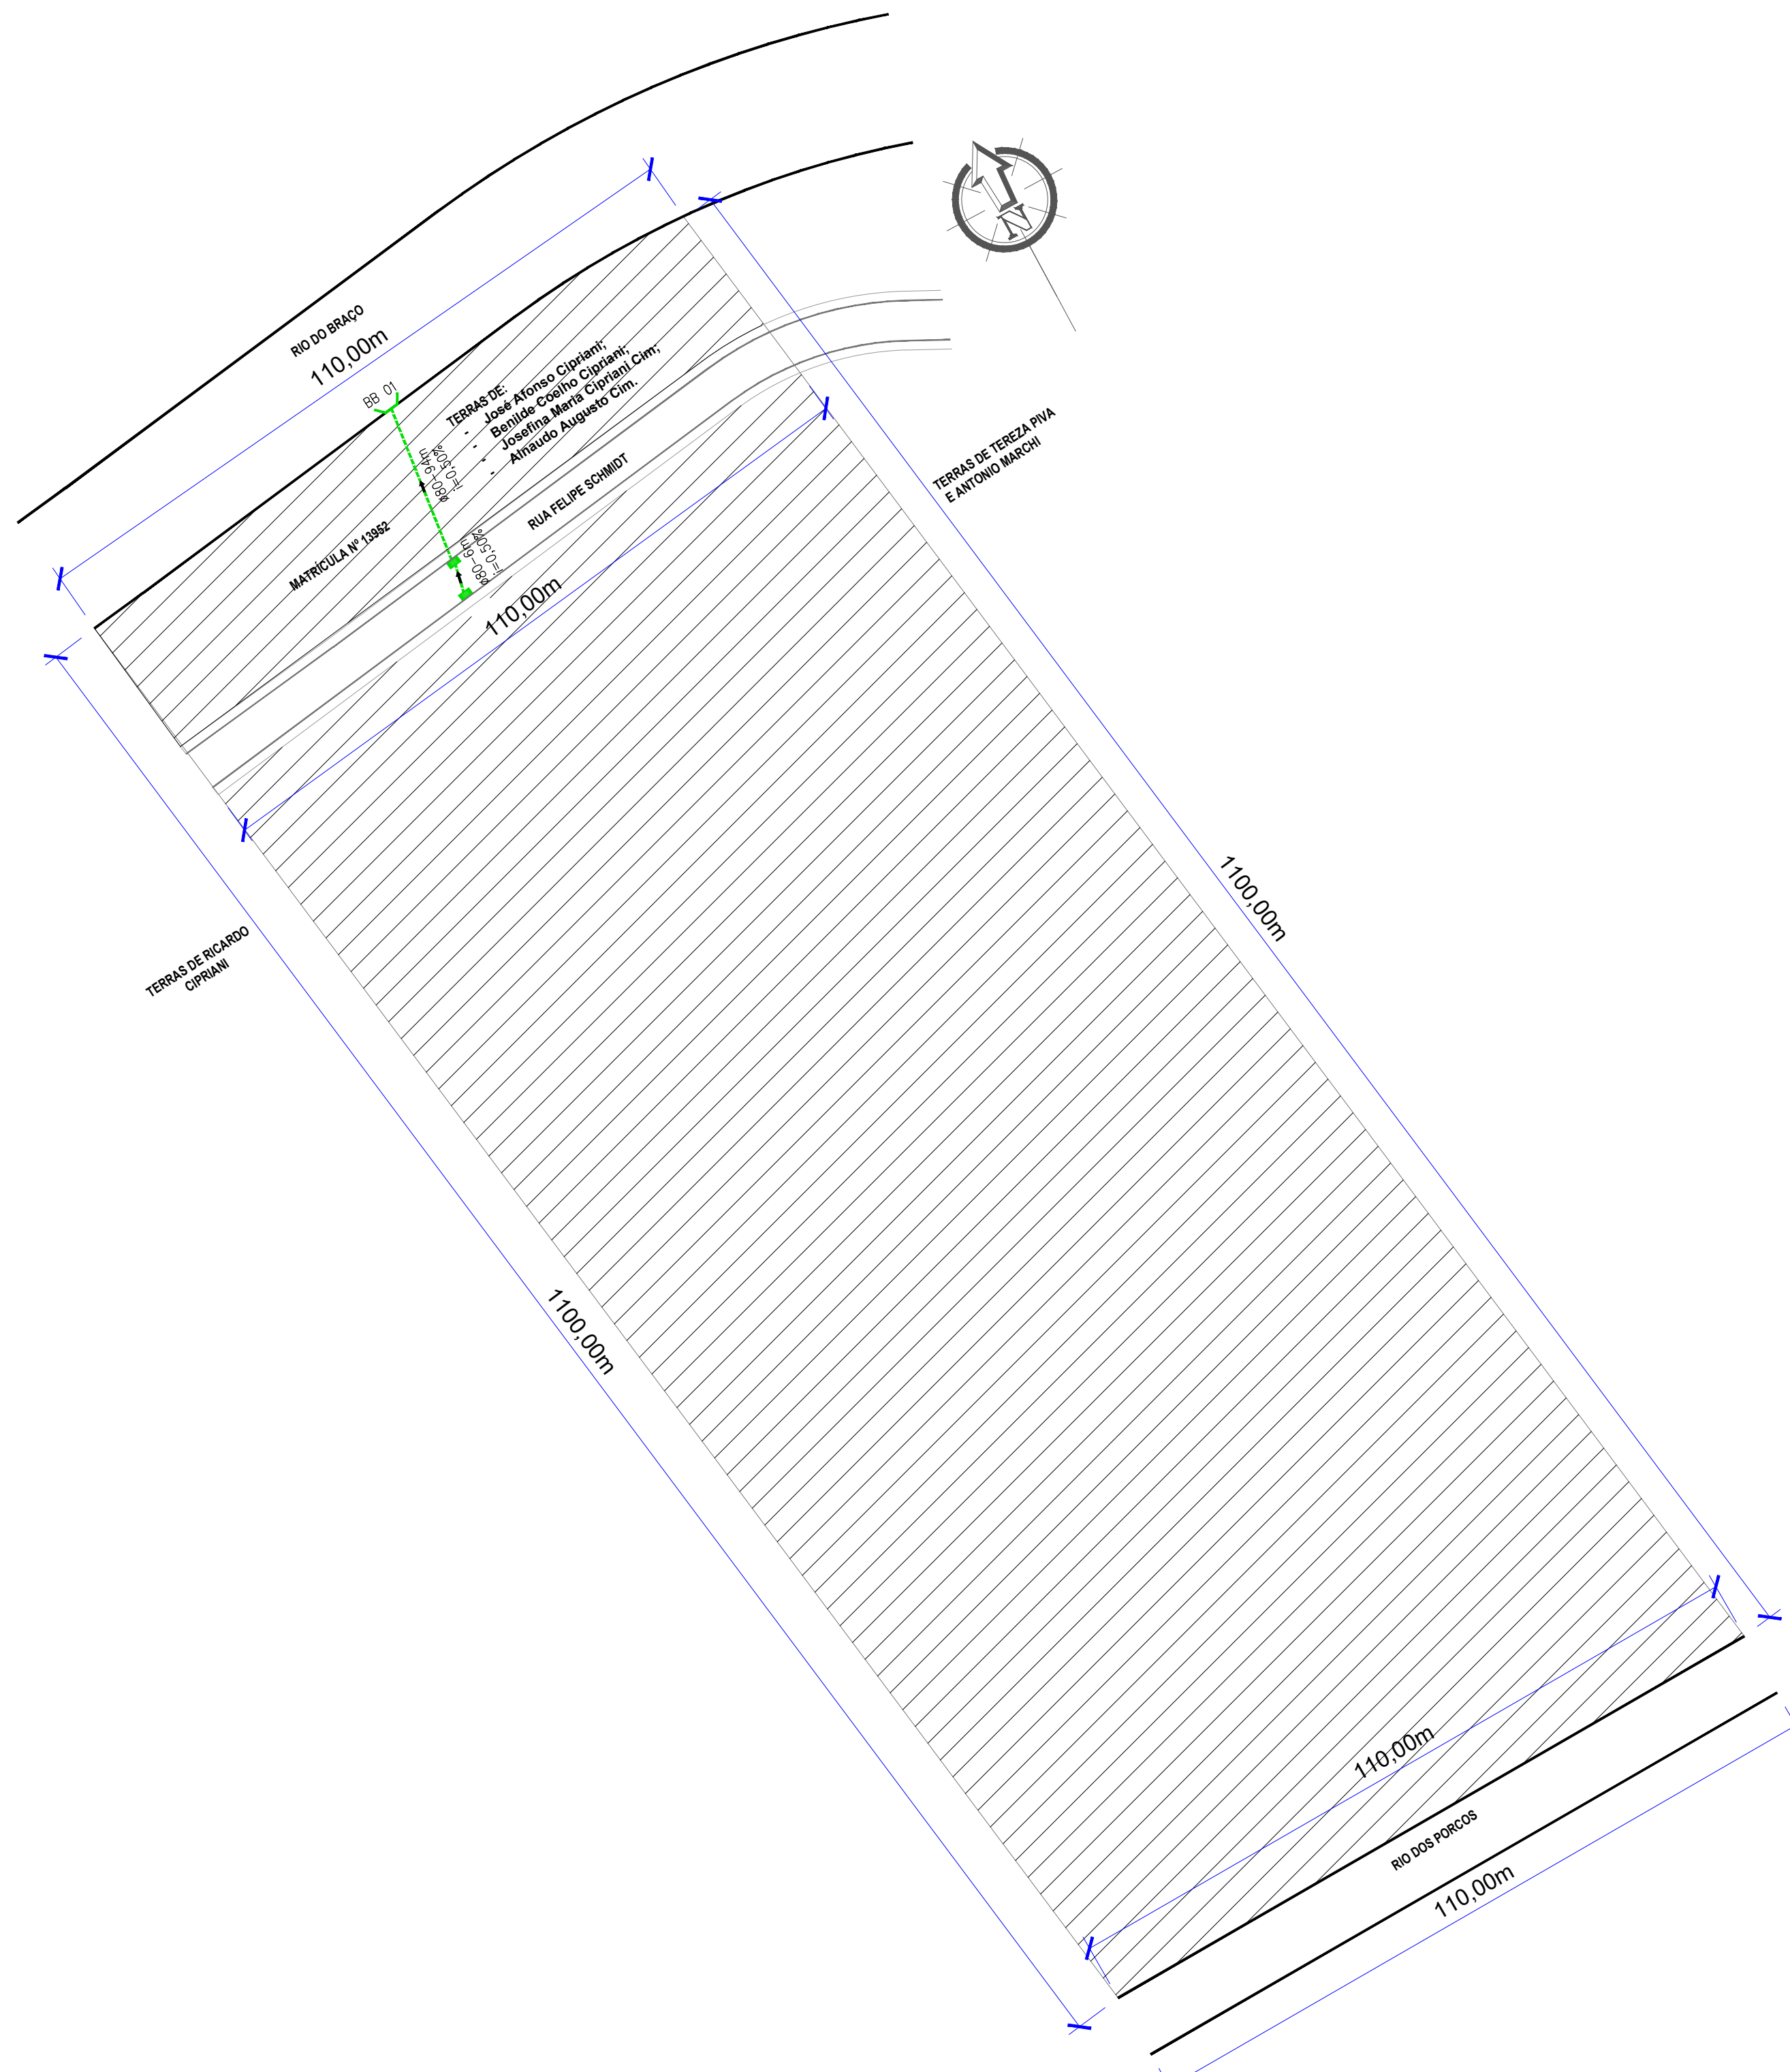 RIO DO BRAÇO
110,00m
N
BB 01
TERRAS DE:
- José Afonso Cipriani;
- Benilde Coelho Cipriani;
- Josefina Maria Cipriani Cim;
- Alnaudo Augusto Cim.
ø80-94m
i=0,50%
MATRÍCULA Nº 13952
RUA FELIPE SCHMIDT
ø80-6m
i=0,50%
110,00m
TERRAS DE TEREZA PIVA
E ANTONIO MARCHI
1100,00m
TERRAS DE RICARDO
CIPRIANI
1100,00m
110,00m
RIO DOS PORCOS
110,00m